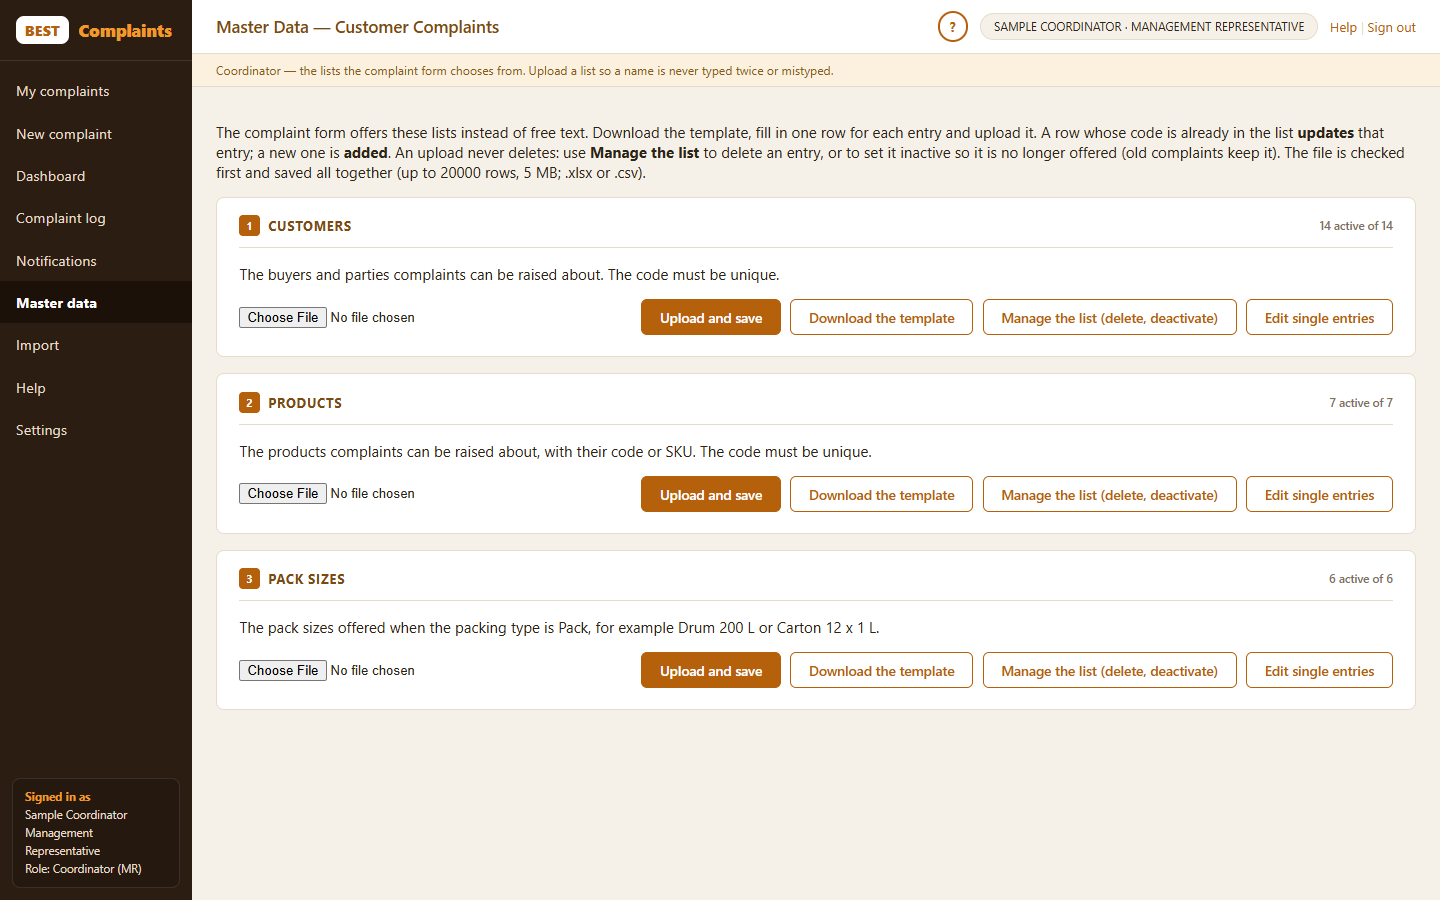 BEST Complaints
My complaints
New complaint
Dashboard
Complaint log
Notifications
Master data
Import
Help
Settings
Signed in as
Sample Coordinator
Management
Representative
Role: Coordinator (MR)
Master Data — Customer Complaints
? SAMPLE COORDINATOR · MANAGEMENT REPRESENTATIVE Help | Sign out
Coordinator — the lists the complaint form chooses from. Upload a list so a name is never typed twice or mistyped.
The complaint form offers these lists instead of free text. Download the template, fill in one row for each entry and upload it. A row whose code is already in the list updates that
entry; a new one is added. An upload never deletes: use Manage the list to delete an entry, or to set it inactive so it is no longer offered (old complaints keep it). The file is checked
first and saved all together (up to 20000 rows, 5 MB; .xlsx or .csv).
1 CUSTOMERS 14 active of 14
The buyers and parties complaints can be raised about. The code must be unique.
Choose File No file chosen Upload and save Download the template Manage the list (delete, deactivate) Edit single entries
2 PRODUCTS 7 active of 7
The products complaints can be raised about, with their code or SKU. The code must be unique.
Choose File No file chosen Upload and save Download the template Manage the list (delete, deactivate) Edit single entries
3 PACK SIZES 6 active of 6
The pack sizes offered when the packing type is Pack, for example Drum 200 L or Carton 12 x 1 L.
Choose File No file chosen Upload and save Download the template Manage the list (delete, deactivate) Edit single entries